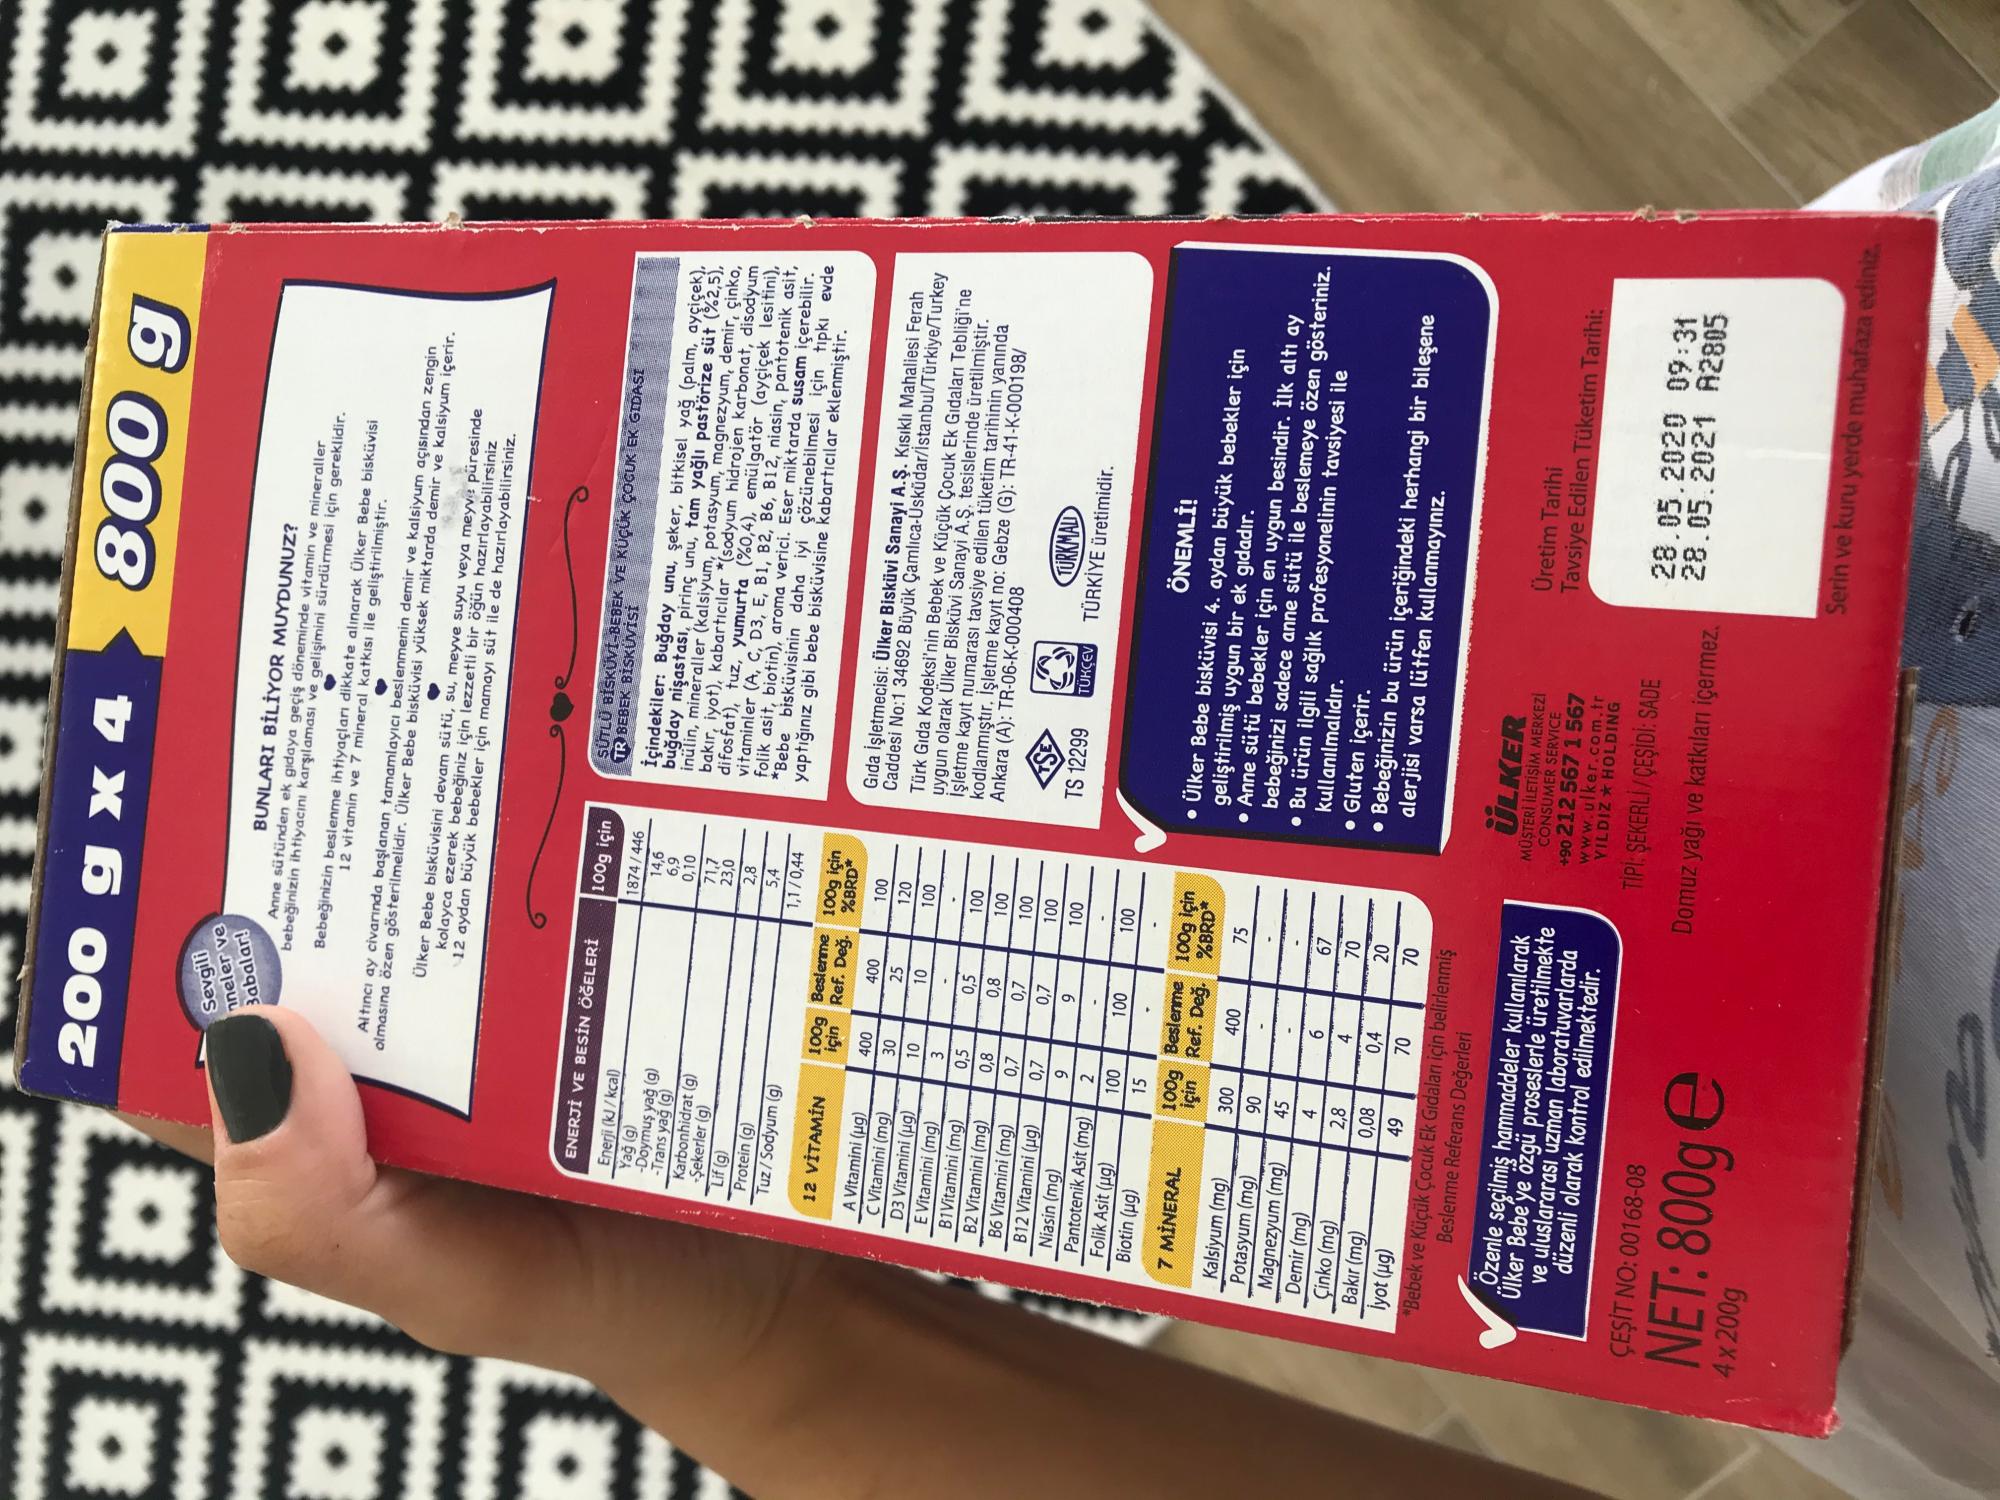 200 g x 4
800 g
Sevgili
nneler ve
Babalar!
BUNLARI BİLİYOR MUYDUNUZ?
Anne sütünden ek gıdaya geçiş döneminde vitamin ve mineraller
bebeğinizin ihtiyacını karşılaması ve gelişimini sürdürmesi için gereklidir.
Bebeğinizin beslenme ihtiyaçları dikkate alınarak Ülker Bebe bisküvisi
12 vitamin ve 7 mineral katkısı ile geliştirilmiştir.
Altıncı ay civarında başlanan tamamlayıcı beslenmenin demir ve kalsiyum açısından zengin
olmasına özen gösterilmelidir. Ülker Bebe bisküvisi yüksek miktarda demir ve kalsiyum içerir.
Ülker Bebe bisküvisini devam sütü, su, meyve suyu veya meyve püresinde
kolayca ezerek bebeğiniz için lezzetli bir öğün hazırlayabilirsiniz
12 aydan büyük bebekler için mamayı süt ile de hazırlayabilirsiniz.
ENERJİ VE BESİN ÖĞELERİ 100g için
Enerji (kJ / kcal) 1874 / 446
Yağ (g) 14,6
-Doymuş yağ (g) 6,9
-Trans yağ (g) 0,10
Karbonhidrat (g) 71,7
-Şekerler (g) 23,0
Lif (g) 2,8
Protein (g) 5,4
Tuz / Sodyum (g) 1,1 / 0,44
12 VİTAMİN 100g için Beslenme Ref. Değ. 100g için %BRD*
A Vitamini (µg) 400 400 100
C Vitamini (mg) 30 25 120
D3 Vitamini (µg) 10 10 100
E Vitamini (mg) 3 - -
B1 Vitamini (mg) 0,5 0,5 100
B2 Vitamini (mg) 0,8 0,8 100
B6 Vitamini (mg) 0,7 0,7 100
B12 Vitamini (µg) 0,7 0,7 100
Niasin (mg) 9 9 100
Pantotenik Asit (mg) 2 - -
Folik Asit (µg) 100 100 100
Biotin (µg) 15 - -
7 MİNERAL 100g için Beslenme Ref. Değ. 100g için %BRD*
Kalsiyum (mg) 300 400 75
Potasyum (mg) 90 - -
Magnezyum (mg) 45 - -
Demir (mg) 4 6 67
Çinko (mg) 2,8 4 70
Bakır (mg) 0,08 0,4 20
İyot (µg) 49 70 70
*Bebek ve Küçük Çocuk Ek Gıdaları için belirlenmiş
Beslenme Referans Değerleri
SÜTLÜ BİSKÜVİ-BEBEK VE KÜÇÜK ÇOCUK EK GIDASI
TR BEBEK BİSKÜVİSİ
İçindekiler: Buğday unu, şeker, bitkisel yağ (palm, ayçiçek),
buğday nişastası, pirinç unu, tam yağlı pastörize süt (%2,5),
inülin, mineraller (kalsiyum, potasyum, magnezyum, demir, çinko,
bakır, iyot), kabartıcılar *(sodyum hidrojen karbonat, disodyum
difosfat), tuz, yumurta (%0,4), emülgatör (ayçiçek lesitini),
vitaminler (A, C, D3, E, B1, B2, B6, B12, niasin, pantotenik asit,
folik asit, biotin), aroma verici. Eser miktarda susam içerebilir.
*Bebe bisküvisinin daha iyi çözünebilmesi için tıpkı evde
yaptığınız gibi bebe bisküvisine kabartıcılar eklenmiştir.
Gıda İşletmecisi: Ülker Bisküvi Sanayi A.Ş. Kısıklı Mahallesi Ferah
Caddesi No:1 34692 Büyük Çamlıca-Üsküdar/İstanbul/Türkiye/Turkey
Türk Gıda Kodeksi'nin Bebek ve Küçük Çocuk Ek Gıdaları Tebliği'ne
uygun olarak Ülker Bisküvi Sanayi A.Ş. tesislerinde üretilmiştir.
İşletme kayıt numarası tavsiye edilen tüketim tarihinin yanında
kodlanmıştır. İşletme kayıt no: Gebze (G): TR-41-K-000198/
Ankara (A): TR-06-K-000408
TSE
TS 12299
TÜKÇEV
TÜRKMALI
TÜRKİYE üretimidir.
ÖNEMLİ!
• Ülker Bebe bisküvisi 4. aydan büyük bebekler için
geliştirilmiş uygun bir ek gıdadır.
• Anne sütü bebekler için en uygun besindir. İlk altı ay
bebeğinizi sadece anne sütü ile beslemeye özen gösteriniz.
• Bu ürün ilgili sağlık profesyonelinin tavsiyesi ile
kullanılmalıdır.
• Gluten içerir.
• Bebeğinizin bu ürün içeriğindeki herhangi bir bileşene
alerjisi varsa lütfen kullanmayınız.
Özenle seçilmiş hammaddeler kullanılarak
Ülker Bebe'ye özgü proseslerle üretilmekte
ve uluslararası uzman laboratuvarlarda
düzenli olarak kontrol edilmektedir.
ÜLKER
MÜŞTERİ İLETİŞİM MERKEZİ
CONSUMER SERVICE
+90 212 567 1 567
www.ulker.com.tr
YILDIZ ★ HOLDING
TİPİ: ŞEKERLİ / ÇEŞİDİ: SADE
Domuz yağı ve katkıları içermez.
Üretim Tarihi
Tavsiye Edilen Tüketim Tarihi:
28.05.2020 09:31
28.05.2021 A2805
Serin ve kuru yerde muhafaza ediniz.
ÇEŞİT NO: 00168-08
NET: 800g e
4 x 200g